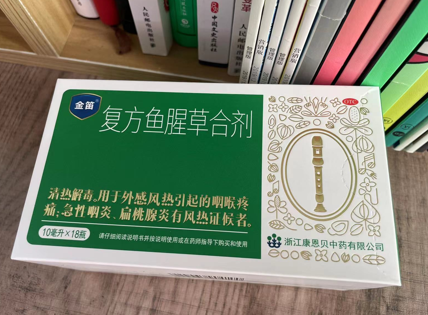 金笛
复方鱼腥草合剂
OTC
清热解毒。用于外感风热引起的咽喉疼
痛;急性咽炎、扁桃腺炎有风热证候者。
10毫升×18瓶
请仔细阅读说明书并按说明使用或在药师指导下购买和使用
浙江康恩贝中药有限公司